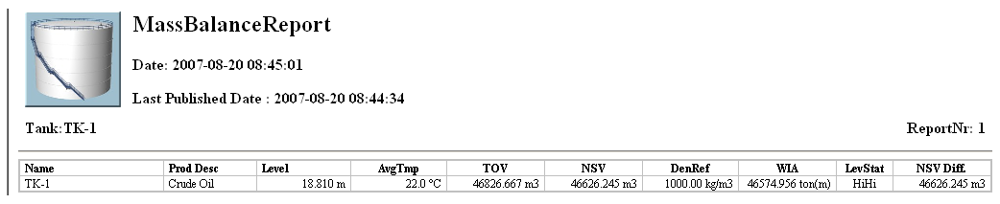 MassBalanceReport
Date: 2007-08-20 08:45:01
Last Published Date : 2007-08-20 08:44:34
Tank:TK-1 ReportNr: 1
Name Prod Desc Level AvgTmp TOV NSV DenRef WIA LevStat NSV Diff.
TK-1 Crude Oil 18.810 m 22.0 °C 46826.667 m3 46626.245 m3 1000.00 kg/m3 46574.956 ton(m) HiHi 46626.245 m3